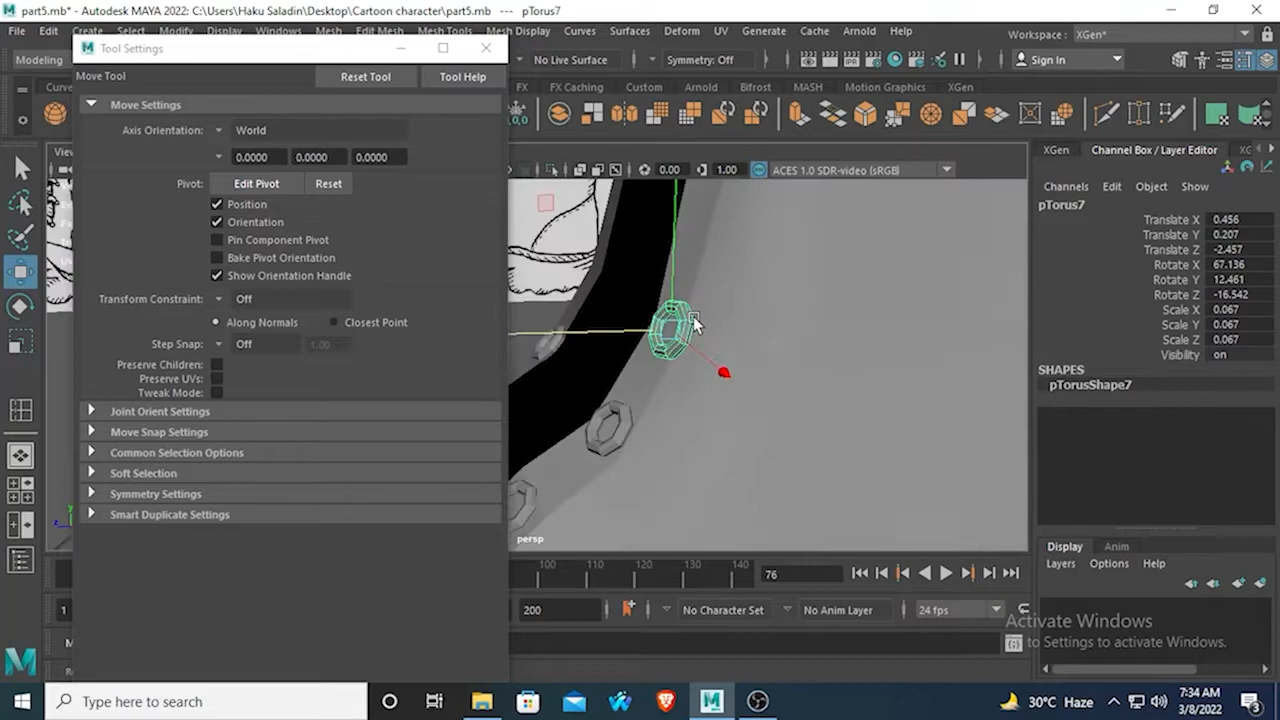 part5.mb* - Autodesk MAYA 2022: C:\Users\Haku Saladin\Desktop\Cartoon character\part5.mb --- pTorus7
File Edit Create Select Modify Display Windows Mesh Edit Mesh Mesh Tools Mesh Display Curves Surfaces Deform UV Generate Cache Arnold Help
Workspace : XGen*
Tool Settings
Modeling
No Live Surface
Symmetry: Off
Sign In
Move Tool
Reset Tool
Tool Help
FX FX Caching Custom Arnold Bifrost MASH Motion Graphics XGen
Move Settings
Axis Orientation: World
0.0000 0.0000 0.0000
Pivot: Edit Pivot Reset
Position
Orientation
Pin Component Pivot
Bake Pivot Orientation
Show Orientation Handle
Transform Constraint: Off
Along Normals Closest Point
Step Snap: Off 1.00
Preserve Children:
Preserve UVs:
Tweak Mode:
Joint Orient Settings
Move Snap Settings
Common Selection Options
Soft Selection
Symmetry Settings
Smart Duplicate Settings
0.00 1.00 ACES 1.0 SDR-video (sRGB)
persp
XGen Channel Box / Layer Editor
Channels Edit Object Show
pTorus7
Translate X 0.456
Translate Y 0.207
Translate Z -2.457
Rotate X 67.136
Rotate Y 12.461
Rotate Z -16.542
Scale X 0.067
Scale Y 0.067
Scale Z 0.067
Visibility on
SHAPES
pTorusShape7
Display Anim
Layers Options Help
100 110 120 130 140
76
1
200
No Character Set
No Anim Layer
24 fps
Activate Windows
to Settings to activate Windows.
Type here to search
30°C Haze
7:34 AM
3/8/2022
3